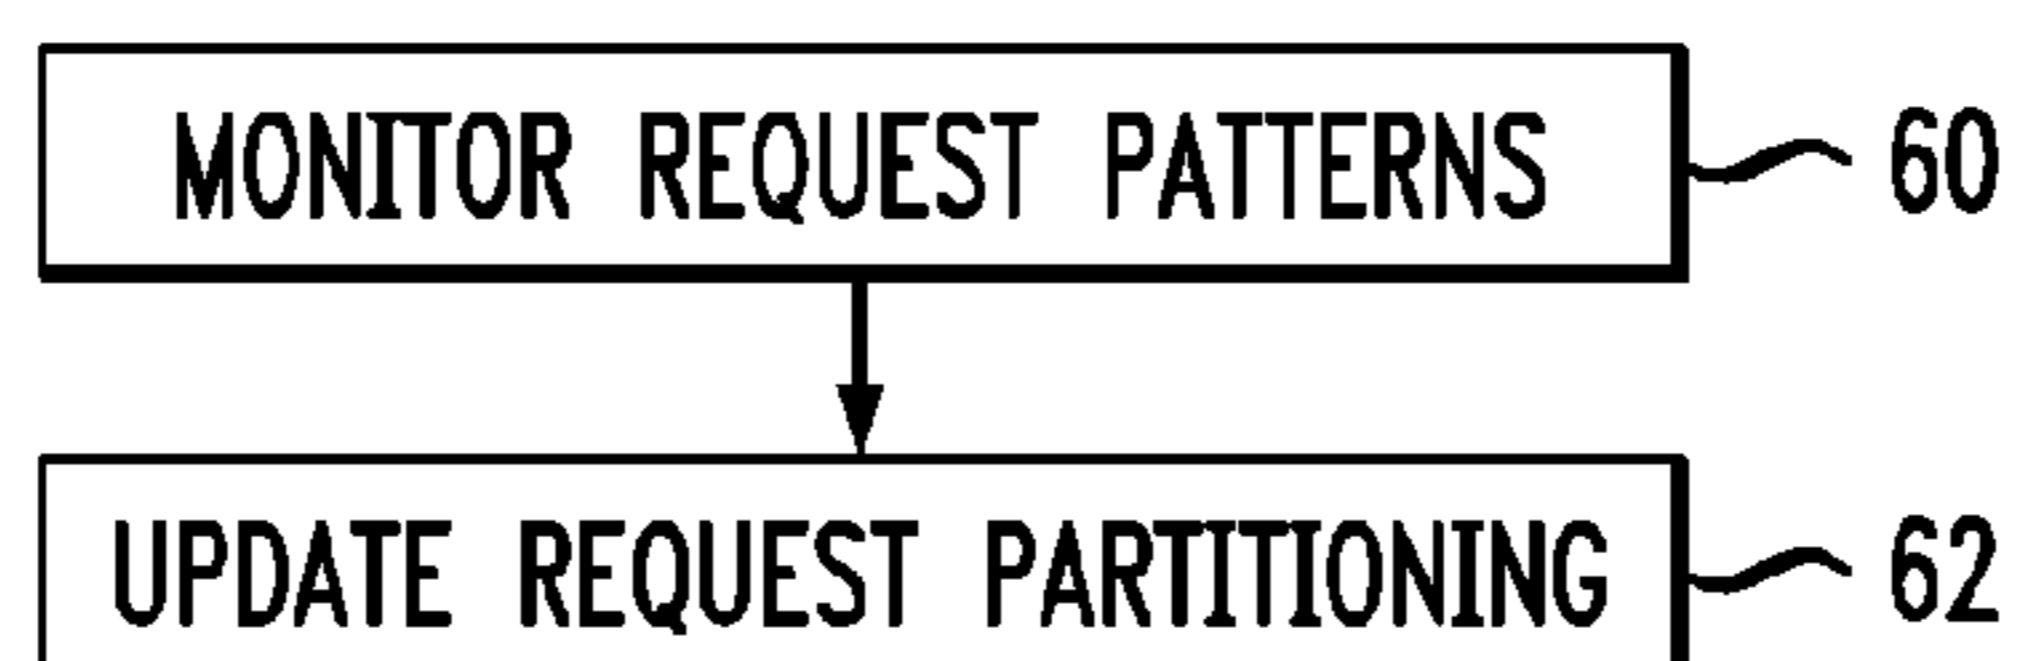 MONITOR REQUEST PATTERNS 60
UPDATE REQUEST PARTITIONING 62